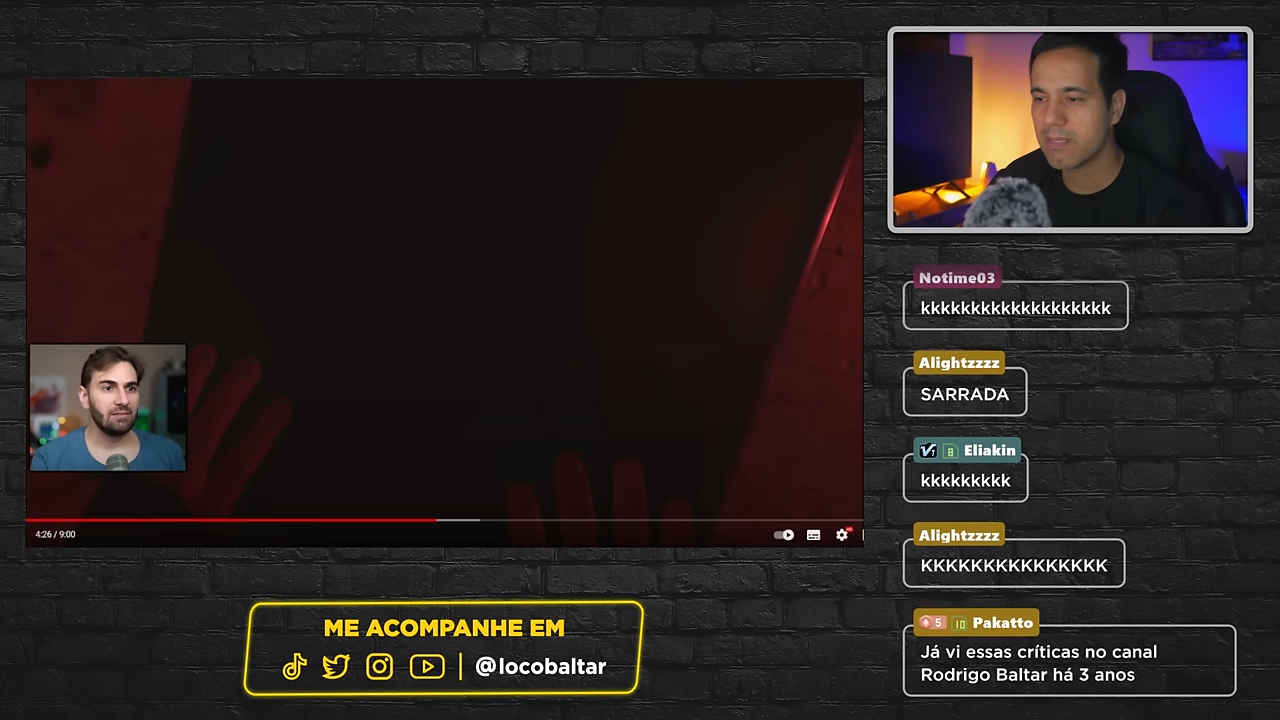 4:26 / 9:00
ME ACOMPANHE EM
@locobaltar
Notime03
kkkkkkkkkkkkkkkkkkk
Alightzzzz
SARRADA
Eliakin
kkkkkkkkk
Alightzzzz
KKKKKKKKKKKKKKK
5 10 Pakatto
Já vi essas críticas no canal
Rodrigo Baltar há 3 anos